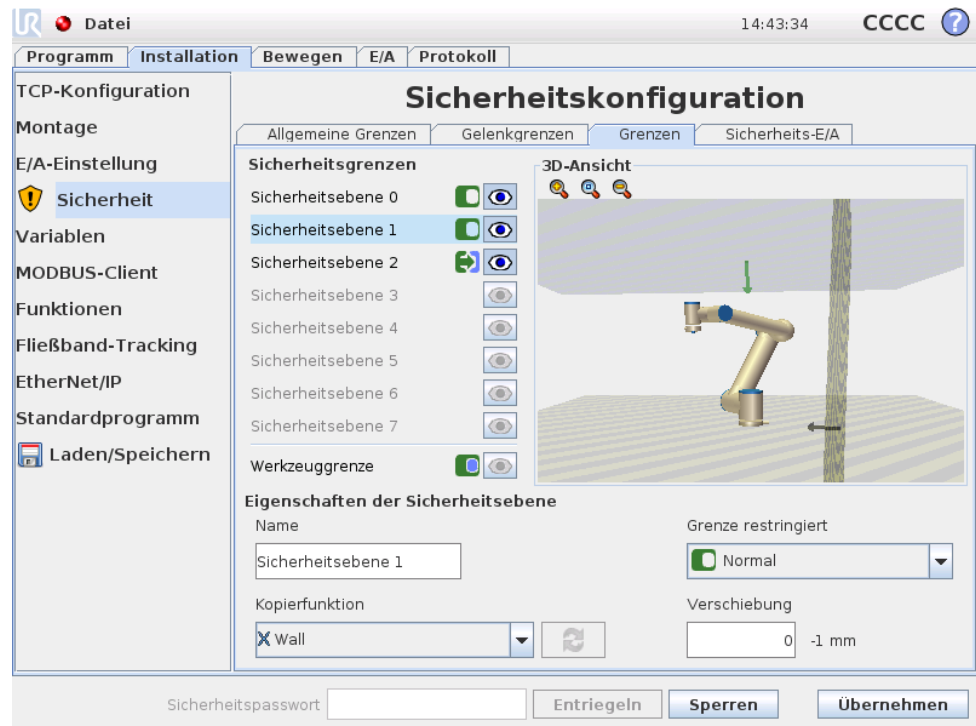 UR Datei 14:43:34 CCCC ?
Programm Installation Bewegen E/A Protokoll
TCP-Konfiguration
Montage
E/A-Einstellung
Sicherheit
Variablen
MODBUS-Client
Funktionen
Fließband-Tracking
EtherNet/IP
Standardprogramm
Laden/Speichern
Sicherheitskonfiguration
Allgemeine Grenzen Gelenkgrenzen Grenzen Sicherheits-E/A
Sicherheitsgrenzen
Sicherheitsebene 0
Sicherheitsebene 1
Sicherheitsebene 2
Sicherheitsebene 3
Sicherheitsebene 4
Sicherheitsebene 5
Sicherheitsebene 6
Sicherheitsebene 7
Werkzeuggrenze
3D-Ansicht
Eigenschaften der Sicherheitsebene
Name
Sicherheitsebene 1
Grenze restringiert
Normal
Kopierfunktion
Wall
Verschiebung
0 -1 mm
Sicherheitspasswort Entriegeln Sperren Übernehmen